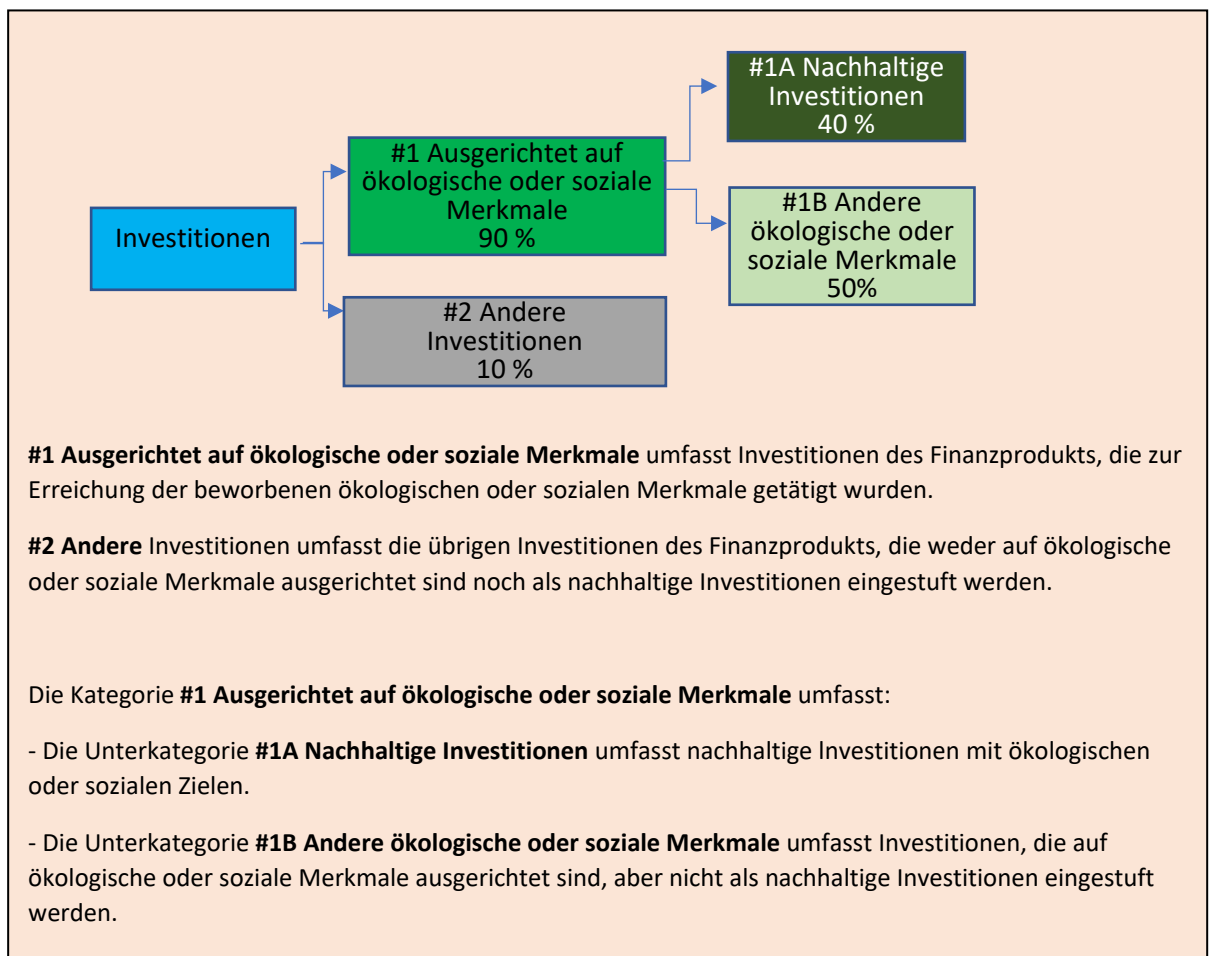 #1A Nachhaltige
Investitionen
40 %
#1 Ausgerichtet auf
ökologische oder soziale
Merkmale
90 %
#1B Andere
ökologische oder
soziale Merkmale
50%
Investitionen
#2 Andere
Investitionen
10 %
#1 Ausgerichtet auf ökologische oder soziale Merkmale umfasst Investitionen des Finanzprodukts, die zur
Erreichung der beworbenen ökologischen oder sozialen Merkmale getätigt wurden.
#2 Andere Investitionen umfasst die übrigen Investitionen des Finanzprodukts, die weder auf ökologische
oder soziale Merkmale ausgerichtet sind noch als nachhaltige Investitionen eingestuft werden.
Die Kategorie #1 Ausgerichtet auf ökologische oder soziale Merkmale umfasst:
- Die Unterkategorie #1A Nachhaltige Investitionen umfasst nachhaltige Investitionen mit ökologischen
oder sozialen Zielen.
- Die Unterkategorie #1B Andere ökologische oder soziale Merkmale umfasst Investitionen, die auf
ökologische oder soziale Merkmale ausgerichtet sind, aber nicht als nachhaltige Investitionen eingestuft
werden.